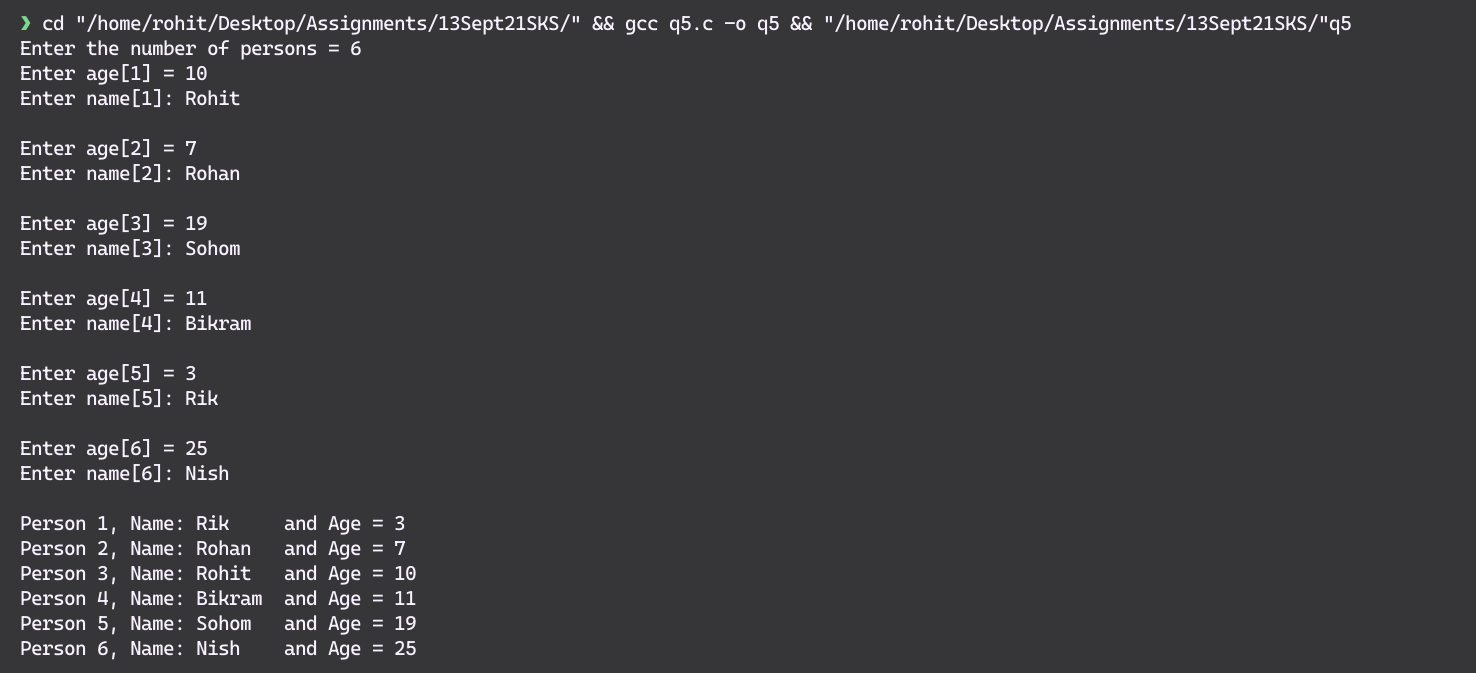 ❯ cd "/home/rohit/Desktop/Assignments/13Sept21SKS/" && gcc q5.c -o q5 && "/home/rohit/Desktop/Assignments/13Sept21SKS/"q5
Enter the number of persons = 6
Enter age[1] = 10
Enter name[1]: Rohit
Enter age[2] = 7
Enter name[2]: Rohan
Enter age[3] = 19
Enter name[3]: Sohom
Enter age[4] = 11
Enter name[4]: Bikram
Enter age[5] = 3
Enter name[5]: Rik
Enter age[6] = 25
Enter name[6]: Nish
Person 1, Name: Rik     and Age = 3
Person 2, Name: Rohan   and Age = 7
Person 3, Name: Rohit   and Age = 10
Person 4, Name: Bikram  and Age = 11
Person 5, Name: Sohom   and Age = 19
Person 6, Name: Nish    and Age = 25